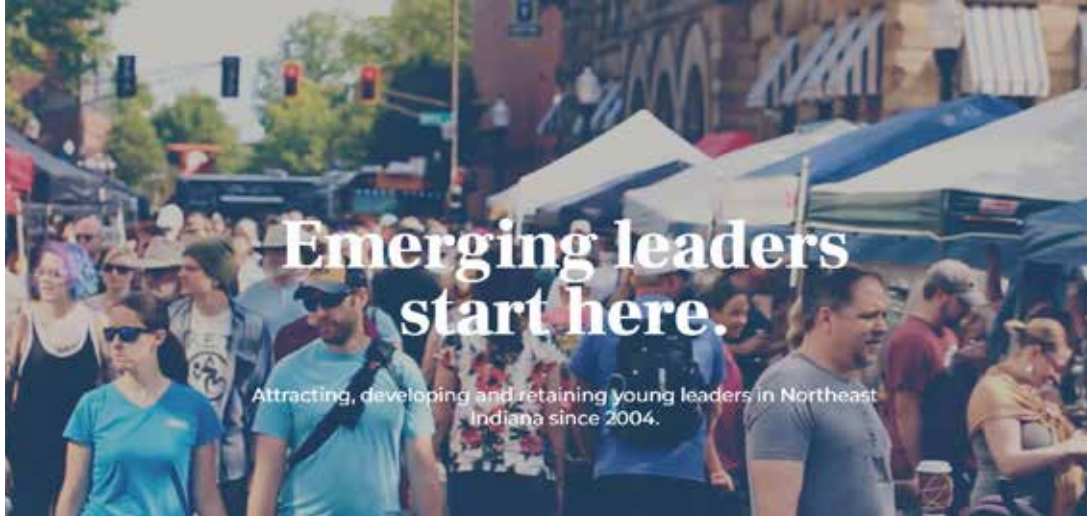 Emerging leaders
start here.
Attracting, developing and retaining young leaders in Northeast
Indiana since 2004.